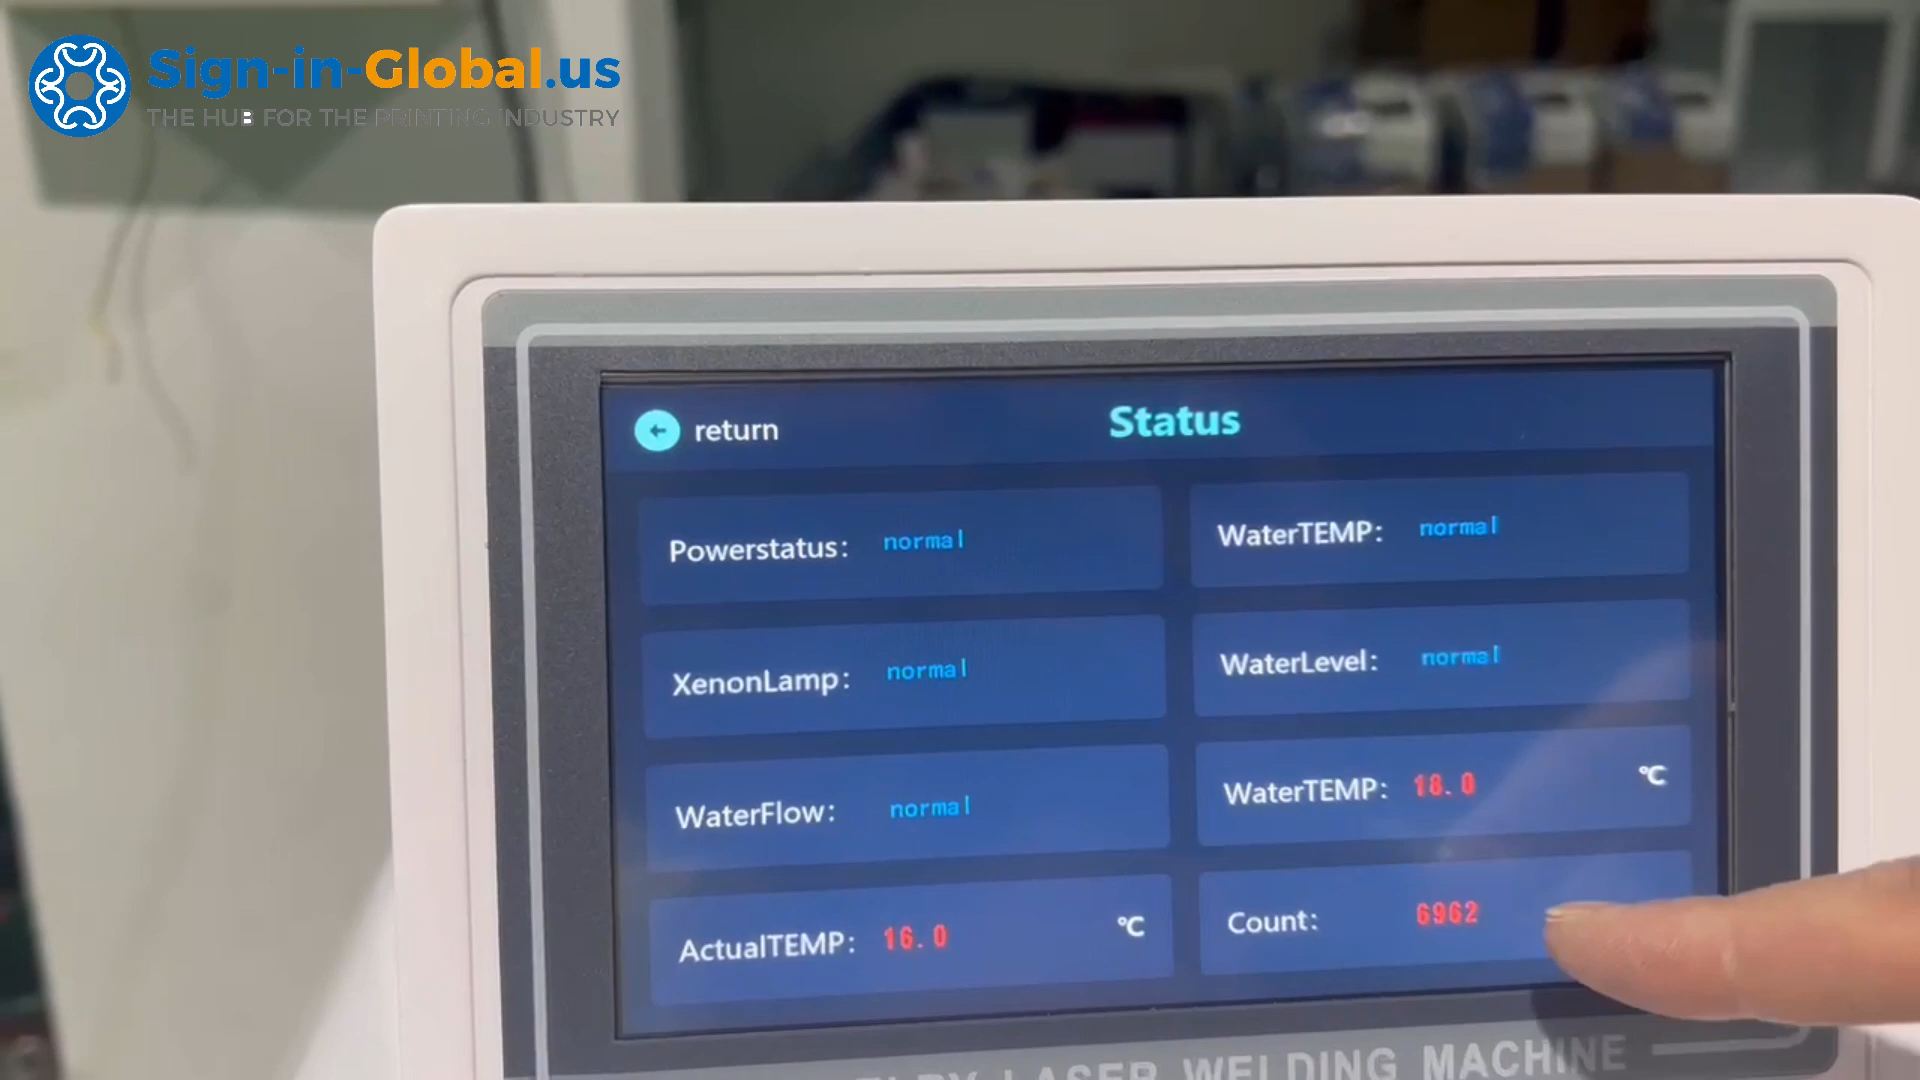 Sign-in-Global.us
THE HUB FOR THE PRINTING INDUSTRY
return
Status
Powerstatus: normal
WaterTEMP: normal
XenonLamp: normal
WaterLevel: normal
WaterFlow: normal
WaterTEMP: 18.0 °C
ActualTEMP: 16.0 °C
Count: 6962
LASER WELDING MACHINE